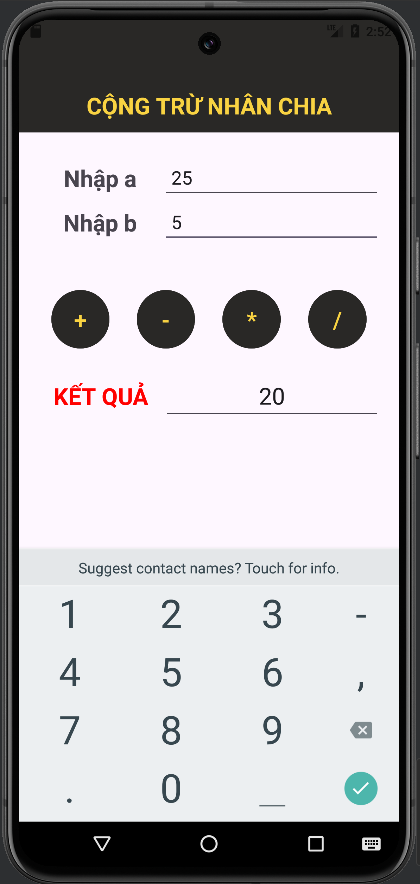 LTE 2:52
CỘNG TRỪ NHÂN CHIA
Nhập a 25
Nhập b 5
+ - * /
KẾT QUẢ 20
Suggest contact names? Touch for info.
1 2 3 -
4 5 6 ,
7 8 9
. 0 _